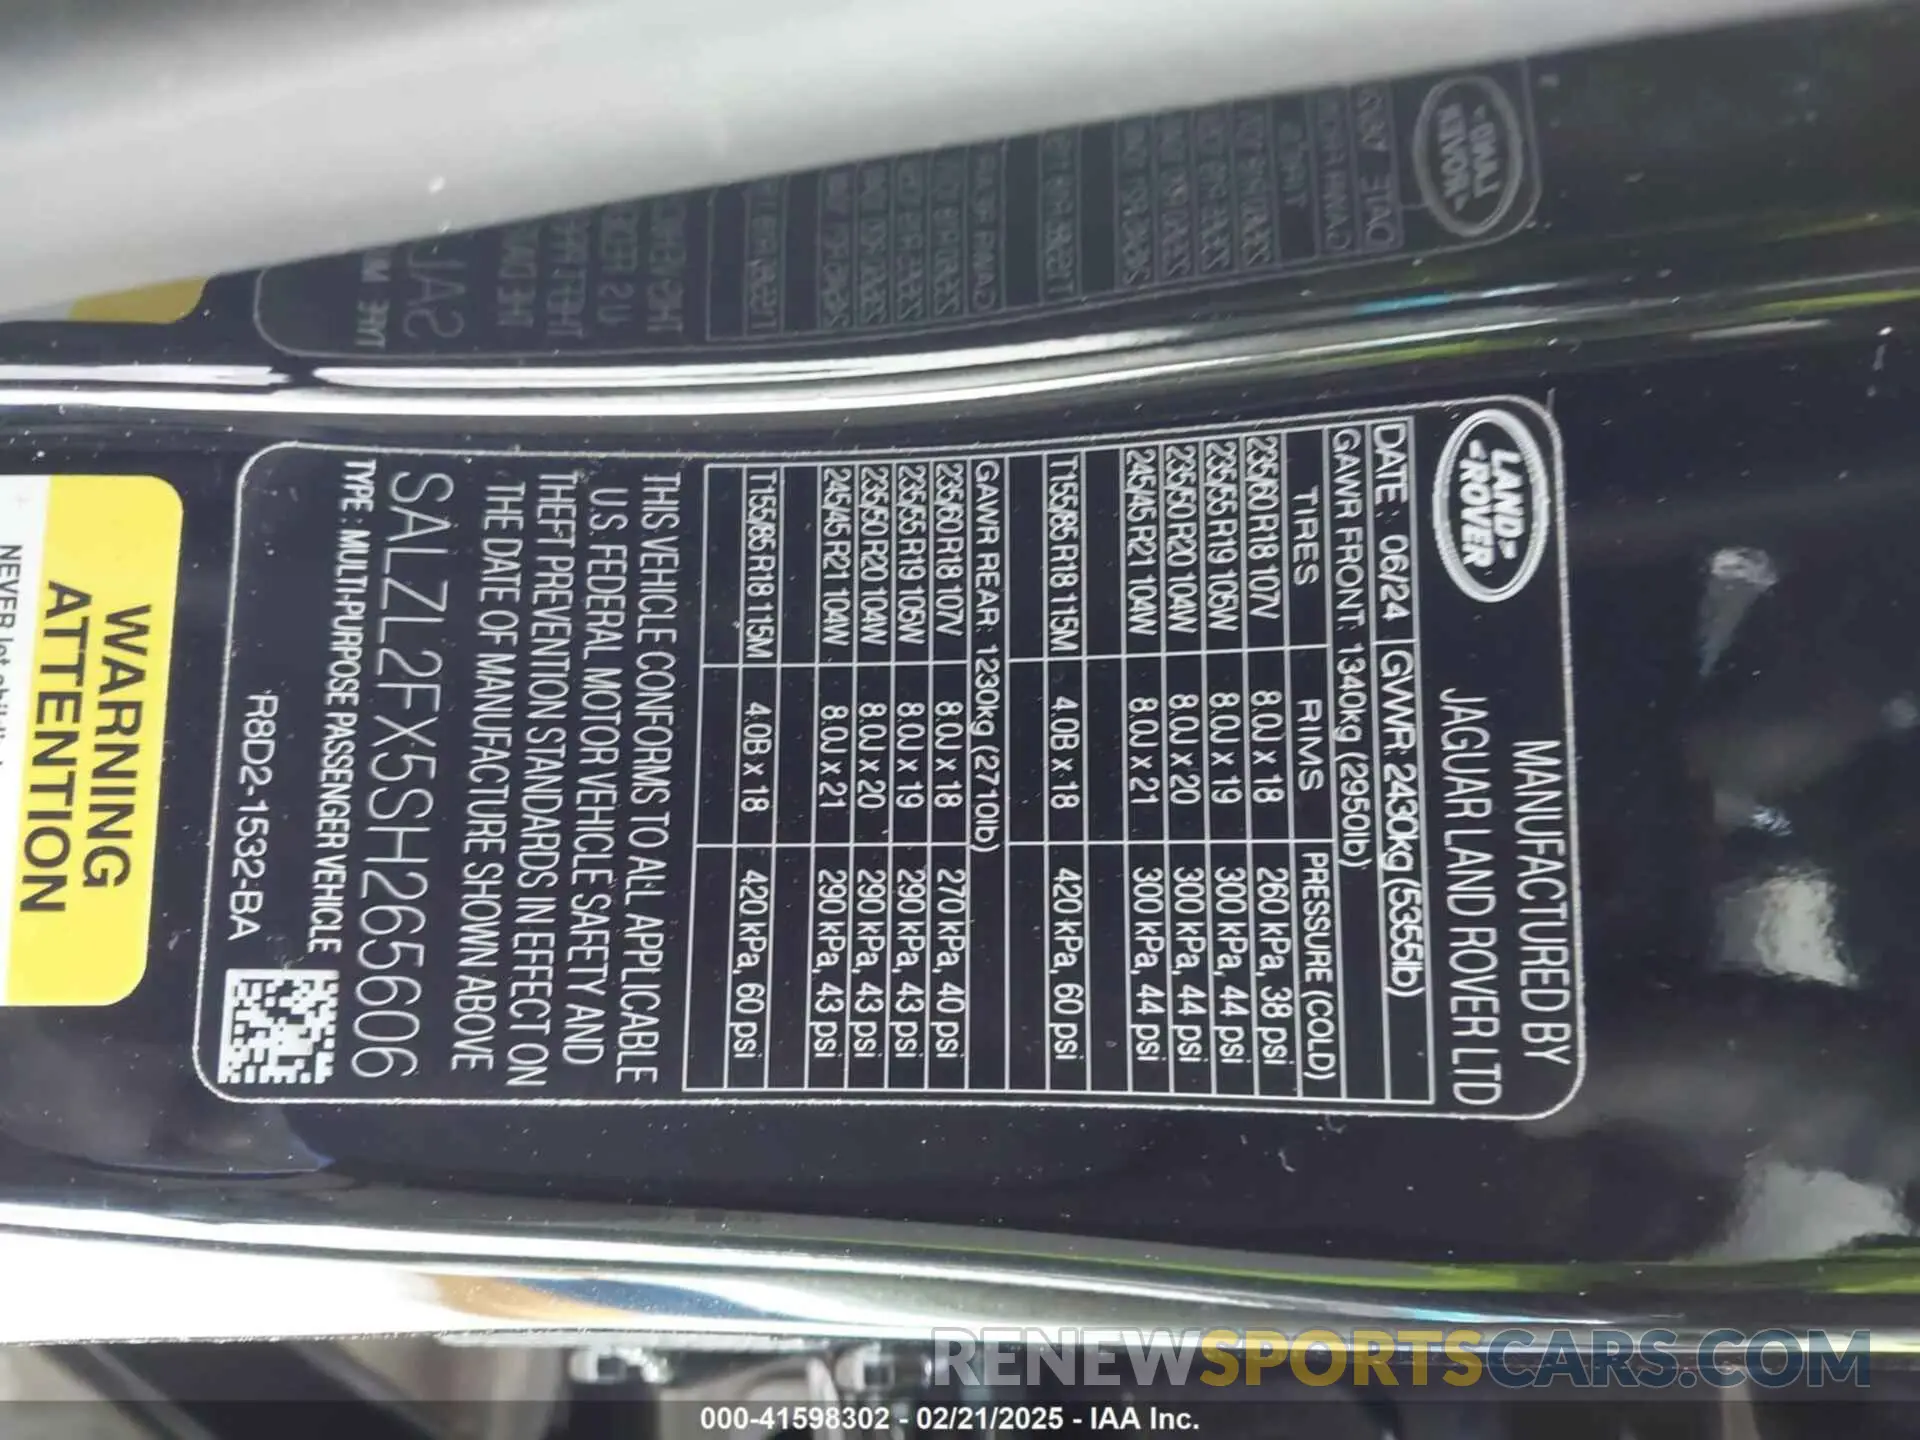 LAND-
-ROVER
MANUFACTURED BY
JAGUAR LAND ROVER LTD
DATE: 06/24 GWWR: 2430kg (5355lb)
GAWR FRONT: 1340kg (2950lb)
TIRES RIMS PRESSURE (COLD)
235/60 R18 107V 8.0J x 18 260 kPa, 38 psi
235/55 R19 105W 8.0J x 19 300 kPa, 44 psi
235/50 R20 104W 8.0J x 20 300 kPa, 44 psi
245/45 R21 104W 8.0J x 21 300 kPa, 44 psi
T155/85 R18 115M 4.0B x 18 420 kPa, 60 psi
GAWR REAR: 1230kg (2710lb)
235/60 R18 107V 8.0J x 18 270 kPa, 40 psi
235/55 R19 105W 8.0J x 19 290 kPa, 43 psi
235/50 R20 104W 8.0J x 20 290 kPa, 43 psi
245/45 R21 104W 8.0J x 21 290 kPa, 43 psi
T155/85 R18 115M 4.0B x 18 420 kPa, 60 psi
THIS VEHICLE CONFORMS TO ALL APPLICABLE
U.S. FEDERAL MOTOR VEHICLE SAFETY AND
THEFT PREVENTION STANDARDS IN EFFECT ON
THE DATE OF MANUFACTURE SHOWN ABOVE
SALZL2FX5SH265606
TYPE : MULTI-PURPOSE PASSENGER VEHICLE
R8D2-1532-BA
WARNING
ATTENTION
NEVER let
RENEWSPORTSCARS.COM
000-41598302 - 02/21/2025 - IAA Inc.